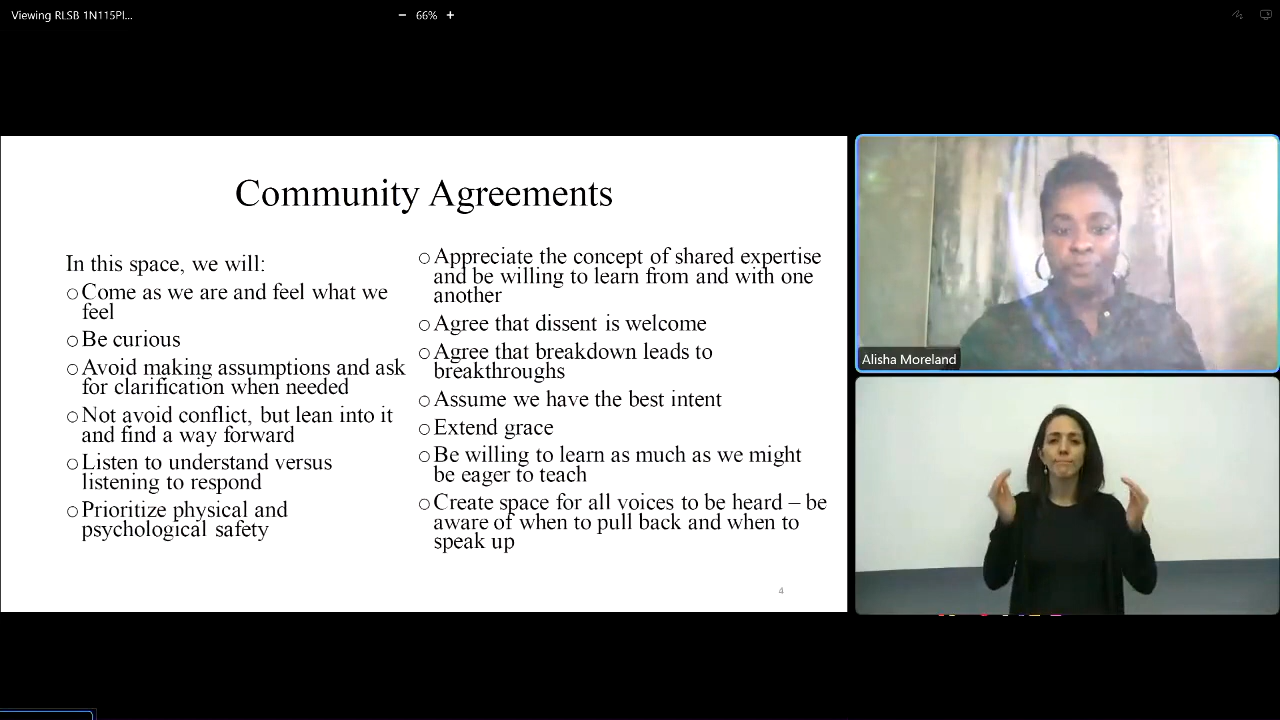 Viewing RLSB 1N115Pl...
− 66% +
Community Agreements
In this space, we will:
○Come as we are and feel what we
feel
○Be curious
○Avoid making assumptions and ask
for clarification when needed
○Not avoid conflict, but lean into it
and find a way forward
○Listen to understand versus
listening to respond
○Prioritize physical and
psychological safety
○Appreciate the concept of shared expertise
and be willing to learn from and with one
another
○Agree that dissent is welcome
○Agree that breakdown leads to
breakthroughs
○Assume we have the best intent
○Extend grace
○Be willing to learn as much as we might
be eager to teach
○Create space for all voices to be heard – be
aware of when to pull back and when to
speak up
4
Alisha Moreland